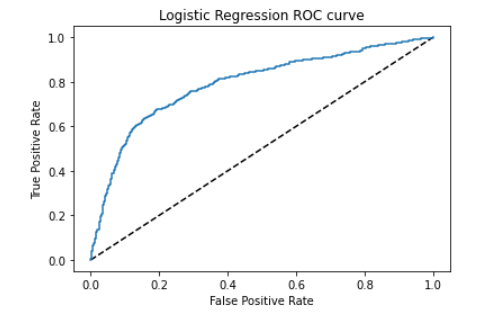 Logistic Regression ROC curve
True Positive Rate
1.0
0.8
0.6
0.4
0.2
0.0
0.0 0.2 0.4 0.6 0.8 1.0
False Positive Rate